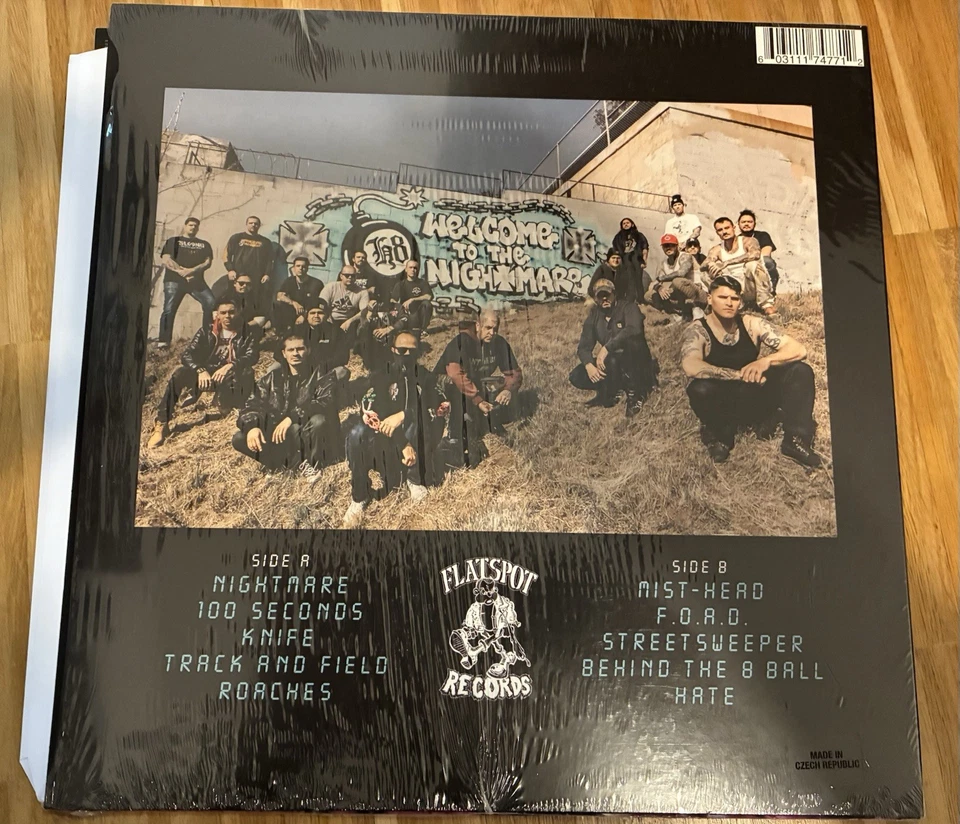 6 03111 74771 2
WELCOME
TO THE
NIGHTMARE
K8
SIDE A
NIGHTMARE
100 SECONDS
KNIFE
TRACK AND FIELD
ROACHES
FLATSPOT
RECORDS
SIDE B
MIST-HEAD
F.O.A.D.
STREETSWEEPER
BEHIND THE 8 BALL
HATE
MADE IN
CZECH REPUBLIC